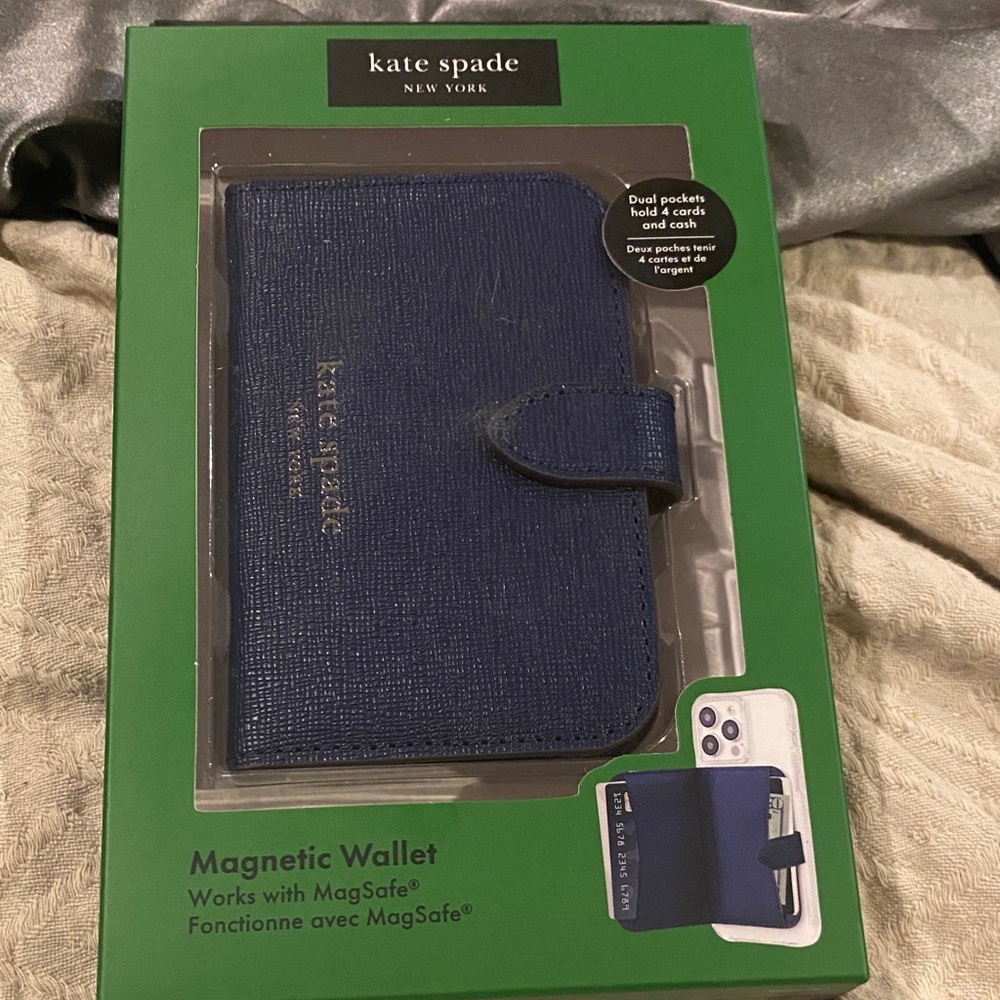 kate spade
NEW YORK
Dual pockets
hold 4 cards
and cash
Deux poches tenir
4 cartes et de
l'argent
kate spade
NEW YORK
Magnetic Wallet
Works with MagSafe®
Fonctionne avec MagSafe®
1234 5678 2345 6789